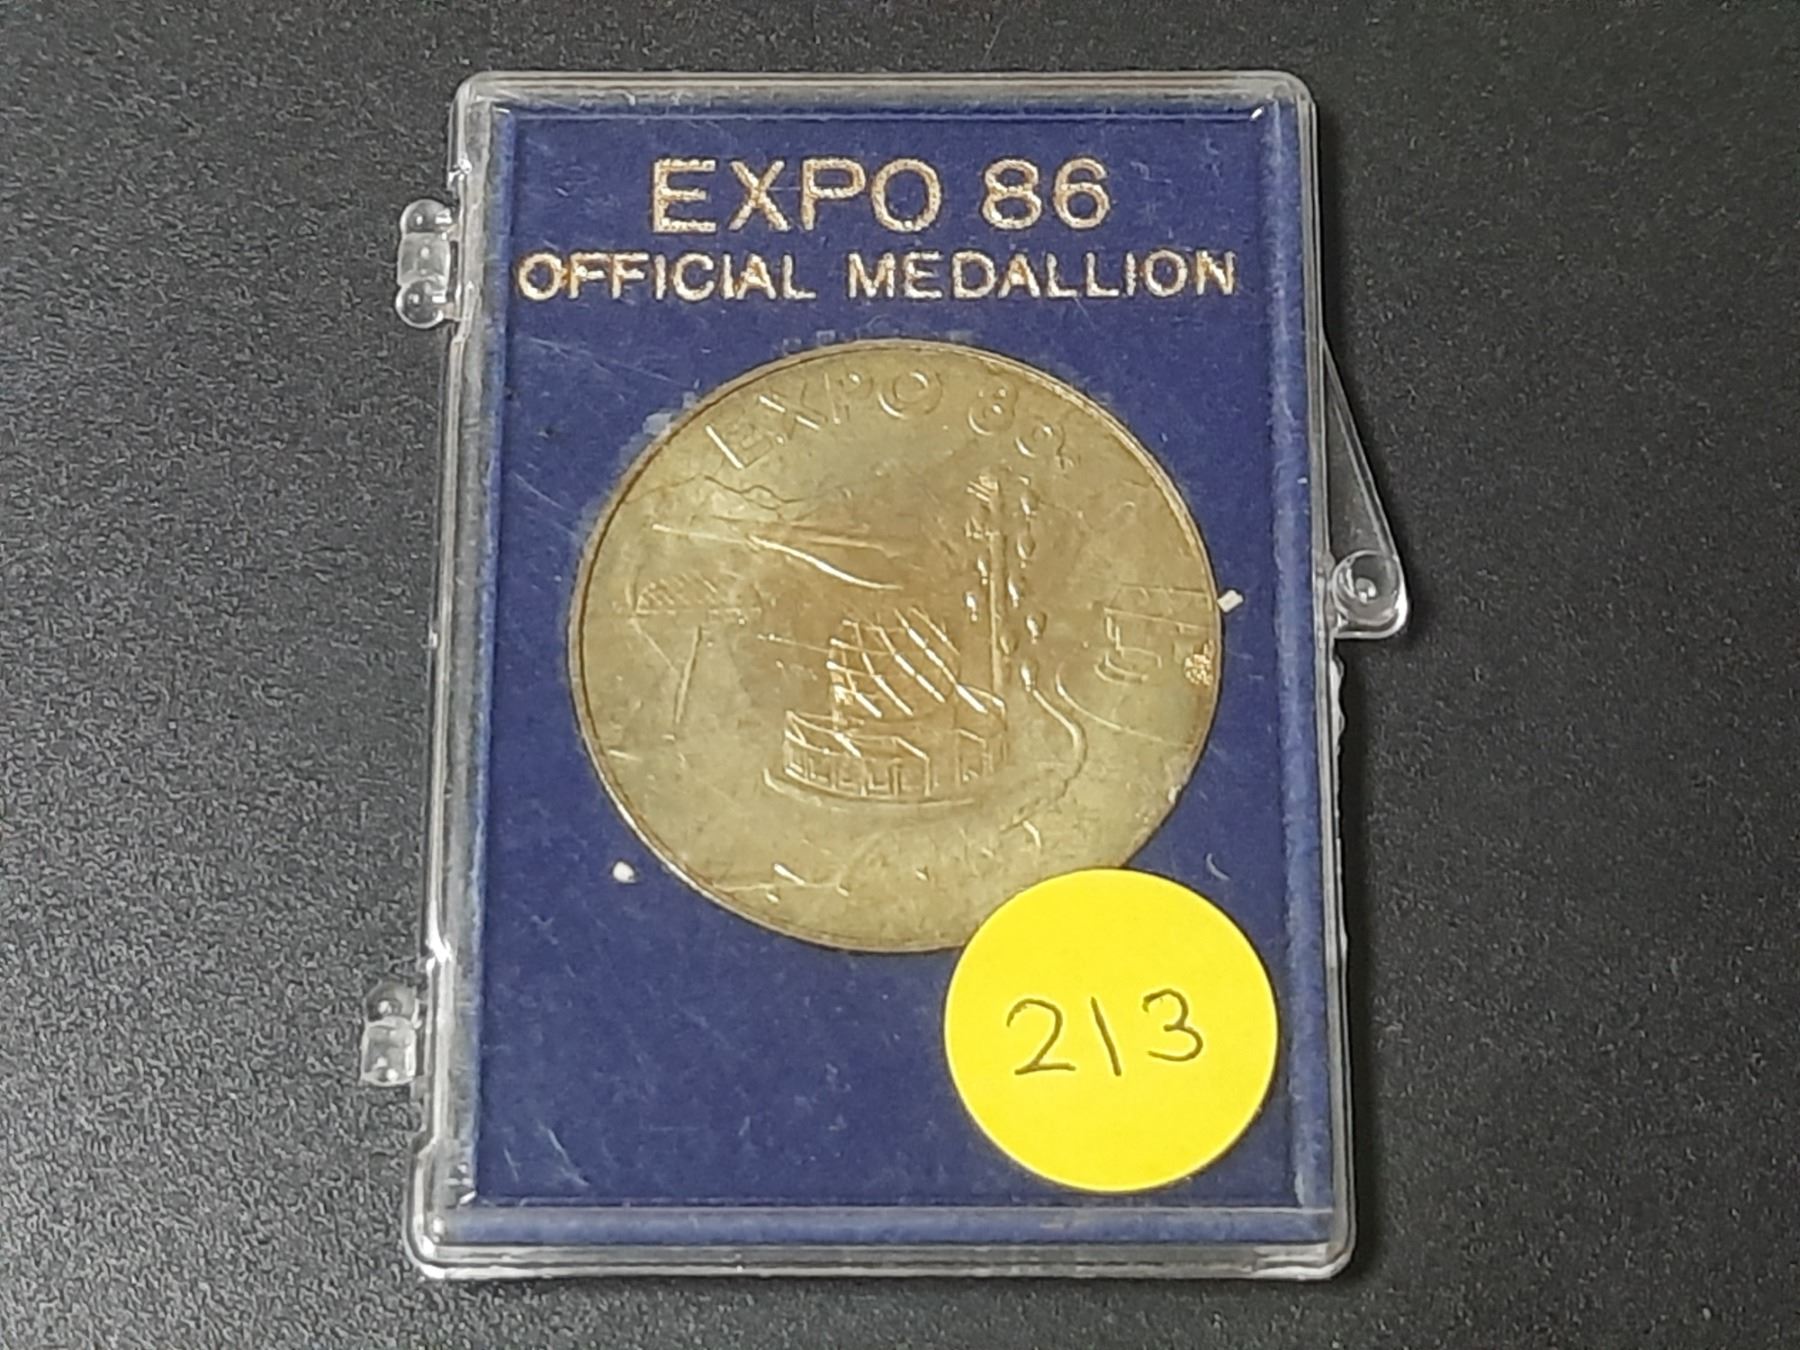 EXPO 86
OFFICIAL MEDALLION
EXPO 86
213